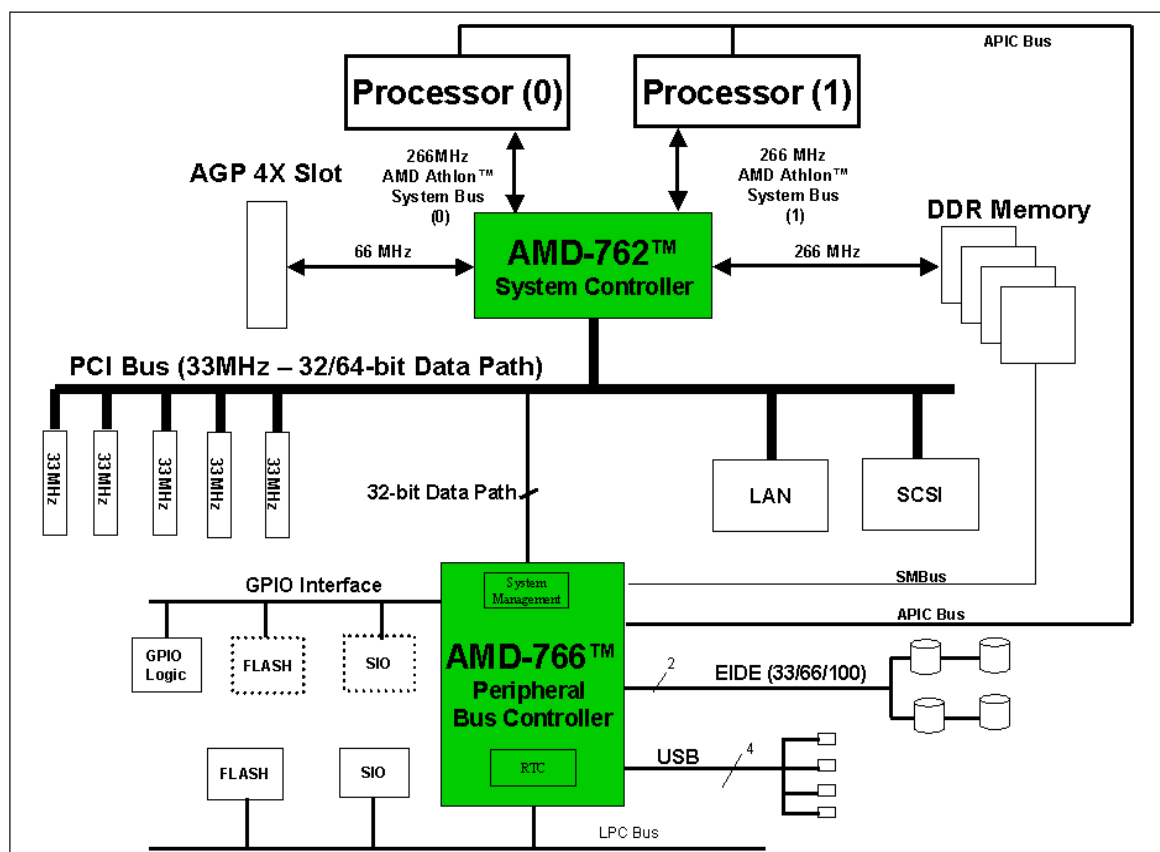 APIC Bus
Processor (0)
Processor (1)
266MHz
AMD Athlon™
System Bus
(0)
266 MHz
AMD Athlon™
System Bus
(1)
AGP 4X Slot
DDR Memory
AMD-762™
System Controller
66 MHz
266 MHz
PCI Bus (33MHz – 32/64-bit Data Path)
33MHz
33MHz
33MHz
33MHz
33MHz
LAN
SCSI
32-bit Data Path
System
Management
SMBus
GPIO Interface
APIC Bus
GPIO
Logic
FLASH
SIO
AMD-766™
Peripheral
Bus Controller
2
EIDE (33/66/100)
FLASH
SIO
RTC
USB
4
LPC Bus